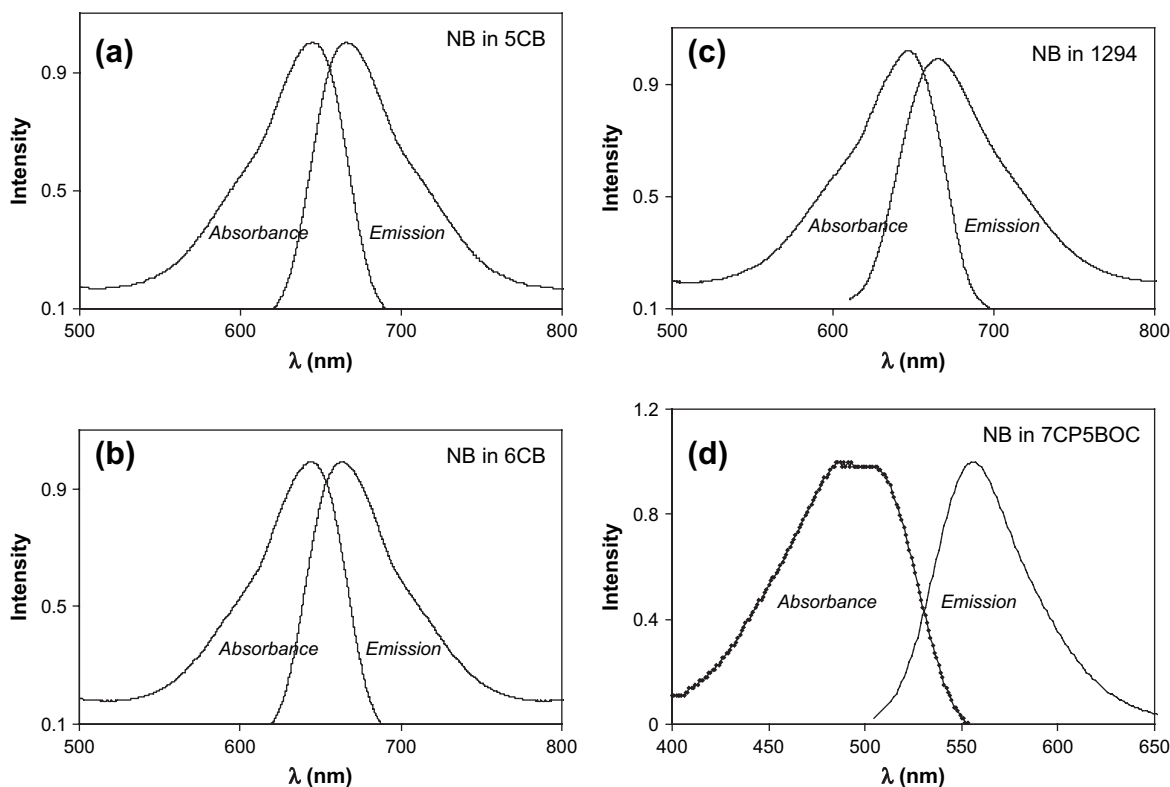 (a)
NB in 5CB
0.9
0.5
0.1
Intensity
Absorbance
Emission
500
600
700
800
λ (nm)
(c)
NB in 1294
0.9
0.5
0.1
Intensity
Absorbance
Emission
500
600
700
800
λ (nm)
(b)
NB in 6CB
0.9
0.5
0.1
Intensity
Absorbance
Emission
500
600
700
800
λ (nm)
(d)
NB in 7CP5BOC
1.2
0.8
0.4
0
Intensity
Absorbance
Emission
400
450
500
550
600
650
λ (nm)